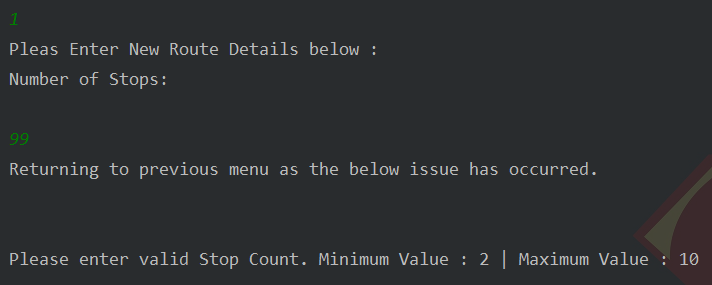 1
Pleas Enter New Route Details below :
Number of Stops:
99
Returning to previous menu as the below issue has occurred.
Please enter valid Stop Count. Minimum Value : 2 | Maximum Value : 10